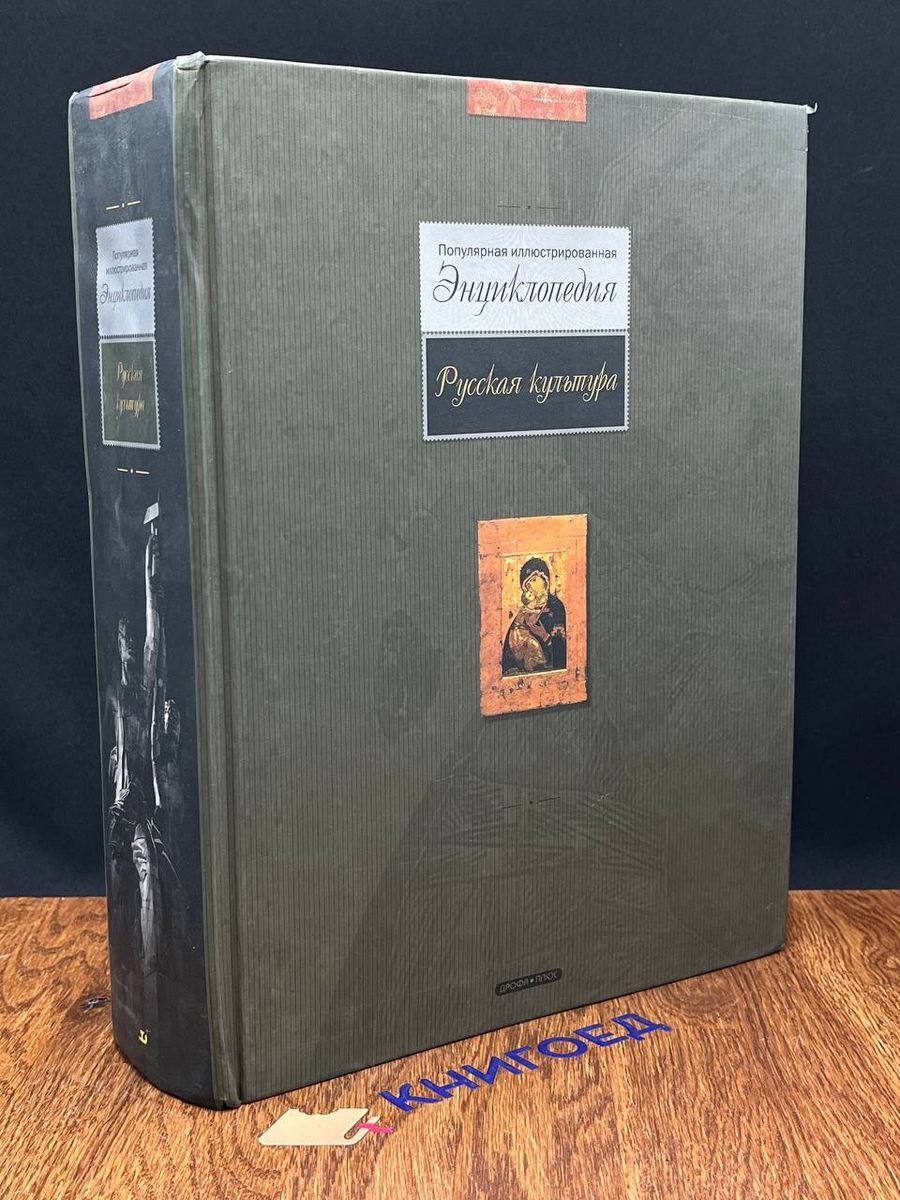 Популярная
иллюстрированная
Энциклопедия
Русская
культура
Популярная иллюстрированная
Энциклопедия
Русская культура
ДРОФА ПЛЮС
КНИГОЕД